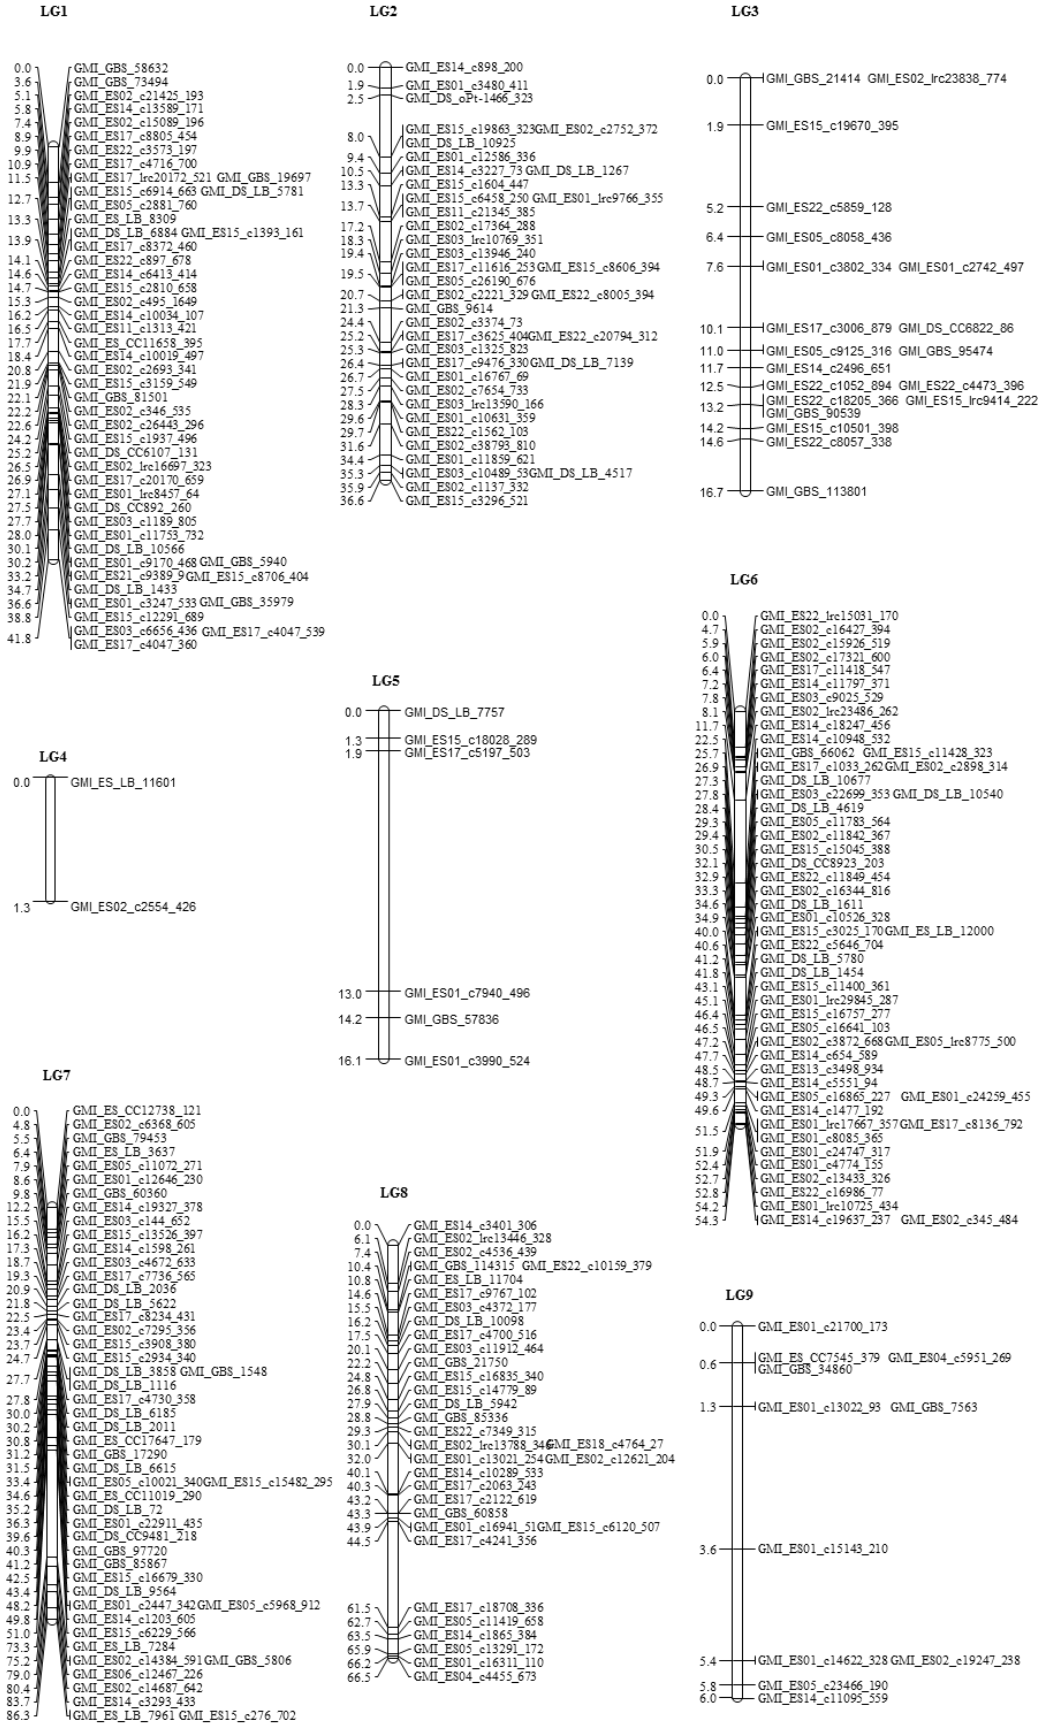 LG1
0.0 GMI_GBS_58632
3.6 GMI_GBS_73494
5.1 GMI_ES02_c21425_193
5.8 GMI_ES14_c13589_171
7.4 GMI_ES02_c15089_196
8.9 GMI_ES17_c8805_454
9.9 GMI_ES22_c3573_197
10.9 GMI_ES17_c4716_700
11.5 GMI_ES17_lrc20172_521 GMI_GBS_19697
12.7 GMI_ES15_c6914_663 GMI_DS_LB_5781
GMI_ES05_c2881_760
13.3 GMI_ES_LB_8309
13.9 GMI_DS_LB_6884 GMI_ES15_c1393_161
GMI_ES17_c8372_460
14.1 GMI_ES22_c897_678
14.6 GMI_ES14_c6413_414
14.7 GMI_ES15_c2810_658
15.3 GMI_ES02_c495_1649
16.2 GMI_ES14_c10034_107
16.5 GMI_ES11_c1313_421
17.7 GMI_ES_CC11658_395
18.4 GMI_ES14_c10019_497
20.8 GMI_ES02_c2693_341
21.9 GMI_ES15_c3159_549
22.1 GMI_GBS_81501
22.2 GMI_ES02_c346_535
22.6 GMI_ES02_c26443_296
24.2 GMI_ES15_c1937_496
25.2 GMI_DS_CC6107_131
26.5 GMI_ES02_lrc16697_323
26.9 GMI_ES17_c20170_659
27.1 GMI_ES01_lrc8457_64
27.5 GMI_DS_CC892_260
27.7 GMI_ES03_c1189_805
28.0 GMI_ES01_c11753_732
30.1 GMI_DS_LB_10566
30.2 GMI_ES01_c9170_468 GMI_GBS_5940
33.2 GMI_ES21_c9389_9 GMI_ES15_c8706_404
34.7 GMI_DS_LB_1433
36.6 GMI_ES01_c3247_533 GMI_GBS_35979
38.8 GMI_ES15_c12291_689
41.8 GMI_ES03_c6656_436 GMI_ES17_c4047_539
GMI_ES17_c4047_360
LG2
0.0 GMI_ES14_c898_200
1.9 GMI_ES01_c3480_411
2.5 GMI_DS_oPt-1466_323
8.0 GMI_ES15_c19863_323 GMI_ES02_c2752_372
GMI_DS_LB_10925
9.4 GMI_ES01_c12586_336
10.5 GMI_ES14_c3227_73 GMI_DS_LB_1267
13.3 GMI_ES15_c1604_447
13.7 GMI_ES15_c6458_250 GMI_ES01_lrc9766_355
GMI_ES11_c21345_385
17.2 GMI_ES02_c17364_288
18.3 GMI_ES03_lrc10769_351
19.4 GMI_ES03_c13946_240
19.5 GMI_ES17_c11616_253 GMI_ES15_c8606_394
GMI_ES05_c26190_676
20.7 GMI_ES02_c2221_329 GMI_ES22_c8005_394
21.3 GMI_GBS_9614
24.4 GMI_ES02_c3374_73
25.2 GMI_ES17_c3625_404 GMI_ES22_c20794_312
25.3 GMI_ES03_c1325_823
26.4 GMI_ES17_c9476_330 GMI_DS_LB_7139
26.7 GMI_ES01_c16767_69
27.5 GMI_ES02_c7654_733
28.3 GMI_ES03_lrc13590_166
29.6 GMI_ES01_c10631_359
29.7 GMI_ES22_c1562_103
31.6 GMI_ES02_c38793_810
34.4 GMI_ES01_c11859_621
35.3 GMI_ES03_c10489_53 GMI_DS_LB_4517
35.9 GMI_ES02_c1137_332
36.6 GMI_ES15_c3296_521
LG3
0.0 GMI_GBS_21414 GMI_ES02_lrc23838_774
1.9 GMI_ES15_c19670_395
5.2 GMI_ES22_c5859_128
6.4 GMI_ES05_c8058_436
7.6 GMI_ES01_c3802_334 GMI_ES01_c2742_497
10.1 GMI_ES17_c3006_879 GMI_DS_CC6822_86
11.0 GMI_ES05_c9125_316 GMI_GBS_95474
11.7 GMI_ES14_c2496_651
12.5 GMI_ES22_c1052_894 GMI_ES22_c4473_396
13.2 GMI_ES22_c18205_366 GMI_ES15_lrc9414_222
GMI_GBS_90539
14.2 GMI_ES15_c10501_398
14.6 GMI_ES22_c8057_338
16.7 GMI_GBS_113801
LG4
0.0 GMI_ES_LB_11601
1.3 GMI_ES02_c2554_426
LG5
0.0 GMI_DS_LB_7757
1.3 GMI_ES15_c18028_289
1.9 GMI_ES17_c5197_503
13.0 GMI_ES01_c7940_496
14.2 GMI_GBS_57836
16.1 GMI_ES01_c3990_524
LG6
0.0 GMI_ES22_lrc15031_170
4.7 GMI_ES02_c16427_394
5.9 GMI_ES02_c15926_519
6.0 GMI_ES02_c17321_600
6.4 GMI_ES17_c11418_547
7.2 GMI_ES14_c11797_371
7.8 GMI_ES03_c9025_529
8.1 GMI_ES02_lrc23486_262
11.7 GMI_ES14_c18247_456
22.5 GMI_ES14_c10948_532
25.7 GMI_GBS_66062 GMI_ES15_c11428_323
26.9 GMI_ES17_c1033_262 GMI_ES02_c2898_314
27.3 GMI_DS_LB_10677
27.8 GMI_ES03_c22699_353 GMI_DS_LB_10540
28.4 GMI_DS_LB_4619
29.3 GMI_ES05_c11783_564
29.4 GMI_ES02_c11842_367
30.5 GMI_ES15_c15045_388
32.1 GMI_DS_CC8923_203
32.9 GMI_ES22_c11849_454
33.3 GMI_ES02_c16344_816
34.6 GMI_DS_LB_1611
34.9 GMI_ES01_c10526_328
40.0 GMI_ES15_c3025_170 GMI_ES_LB_12000
40.6 GMI_ES22_c5646_704
41.2 GMI_DS_LB_5780
41.8 GMI_DS_LB_1454
43.1 GMI_ES15_c11400_361
45.1 GMI_ES01_lrc29845_287
46.4 GMI_ES15_c16757_277
46.5 GMI_ES05_c16641_103
47.2 GMI_ES02_c3872_668 GMI_ES05_lrc8775_500
47.7 GMI_ES14_c654_589
48.5 GMI_ES13_c3498_934
48.7 GMI_ES14_c5551_94
49.3 GMI_ES05_c16865_227 GMI_ES01_c24259_455
49.6 GMI_ES14_c1477_192
51.5 GMI_ES01_lrc17667_357 GMI_ES17_c8136_792
GMI_ES01_c8085_365
51.9 GMI_ES01_c24747_317
52.4 GMI_ES01_c4774_155
52.7 GMI_ES02_c13433_326
52.8 GMI_ES22_c16986_77
54.2 GMI_ES01_lrc10725_434
54.3 GMI_ES14_c19637_237 GMI_ES02_c345_484
LG7
0.0 GMI_ES_CC12738_121
4.8 GMI_ES02_c6368_605
5.5 GMI_GBS_79453
6.4 GMI_ES_LB_3637
7.9 GMI_ES05_c11072_271
8.6 GMI_ES01_c12646_230
9.8 GMI_GBS_60360
12.2 GMI_ES14_c19327_378
15.5 GMI_ES03_c144_652
16.2 GMI_ES15_c13526_397
17.3 GMI_ES14_c1598_261
18.7 GMI_ES03_c4672_633
19.3 GMI_ES17_c7736_565
20.9 GMI_DS_LB_2036
21.8 GMI_DS_LB_5622
22.5 GMI_ES17_c8234_431
23.4 GMI_ES02_c7295_356
23.7 GMI_ES15_c3908_380
24.7 GMI_ES15_c2934_340
27.7 GMI_DS_LB_3858 GMI_GBS_1548
GMI_DS_LB_1116
27.8 GMI_ES17_c4730_358
30.0 GMI_DS_LB_6185
30.2 GMI_DS_LB_2011
30.8 GMI_ES_CC17647_179
31.2 GMI_GBS_17290
31.5 GMI_DS_LB_6615
33.4 GMI_ES05_c10021_340 GMI_ES15_c15482_295
34.6 GMI_ES_CC11019_290
35.2 GMI_DS_LB_72
36.3 GMI_ES01_c22911_435
39.6 GMI_DS_CC9481_218
40.3 GMI_GBS_97720
41.2 GMI_GBS_85867
42.5 GMI_ES15_c16679_330
43.4 GMI_DS_LB_9564
48.2 GMI_ES01_c2447_342 GMI_ES05_c5968_912
49.8 GMI_ES14_c1203_605
51.0 GMI_ES15_c6229_566
73.3 GMI_ES_LB_7284
75.2 GMI_ES02_c14384_591 GMI_GBS_5806
79.0 GMI_ES06_c12467_226
80.4 GMI_ES02_c14687_642
83.7 GMI_ES14_c3293_433
86.3 GMI_ES_LB_7961 GMI_ES15_c276_702
LG8
0.0 GMI_ES14_c3401_306
6.1 GMI_ES02_lrc13446_328
7.4 GMI_ES02_c4536_439
10.4 GMI_GBS_114315 GMI_ES22_c10159_379
10.8 GMI_ES_LB_11704
14.6 GMI_ES17_c9767_102
15.5 GMI_ES03_c4372_177
16.2 GMI_DS_LB_10098
17.5 GMI_ES17_c4700_516
20.1 GMI_ES03_c11912_464
22.2 GMI_GBS_21750
24.8 GMI_ES15_c16835_340
26.8 GMI_ES15_c14779_89
27.9 GMI_DS_LB_5942
28.8 GMI_GBS_85336
29.3 GMI_ES22_c7349_315
30.1 GMI_ES02_lrc13788_346 GMI_ES18_c4764_27
32.0 GMI_ES01_c13021_254 GMI_ES02_c12621_204
40.1 GMI_ES14_c10289_533
40.3 GMI_ES17_c2063_243
43.2 GMI_ES17_c2122_619
43.3 GMI_GBS_60858
43.9 GMI_ES01_c16941_51 GMI_ES15_c6120_507
44.5 GMI_ES17_c4241_356
61.5 GMI_ES17_c18708_336
62.7 GMI_ES05_c11419_658
63.5 GMI_ES14_c1865_384
65.9 GMI_ES05_c13291_172
66.2 GMI_ES01_c16311_110
66.5 GMI_ES04_c4455_673
LG9
0.0 GMI_ES01_c21700_173
0.6 GMI_ES_CC7545_379 GMI_ES04_c5951_269
GMI_GBS_34860
1.3 GMI_ES01_c13022_93 GMI_GBS_7563
3.6 GMI_ES01_c15143_210
5.4 GMI_ES01_c14622_328 GMI_ES02_c19247_238
5.8 GMI_ES05_c23466_190
6.0 GMI_ES14_c11095_559